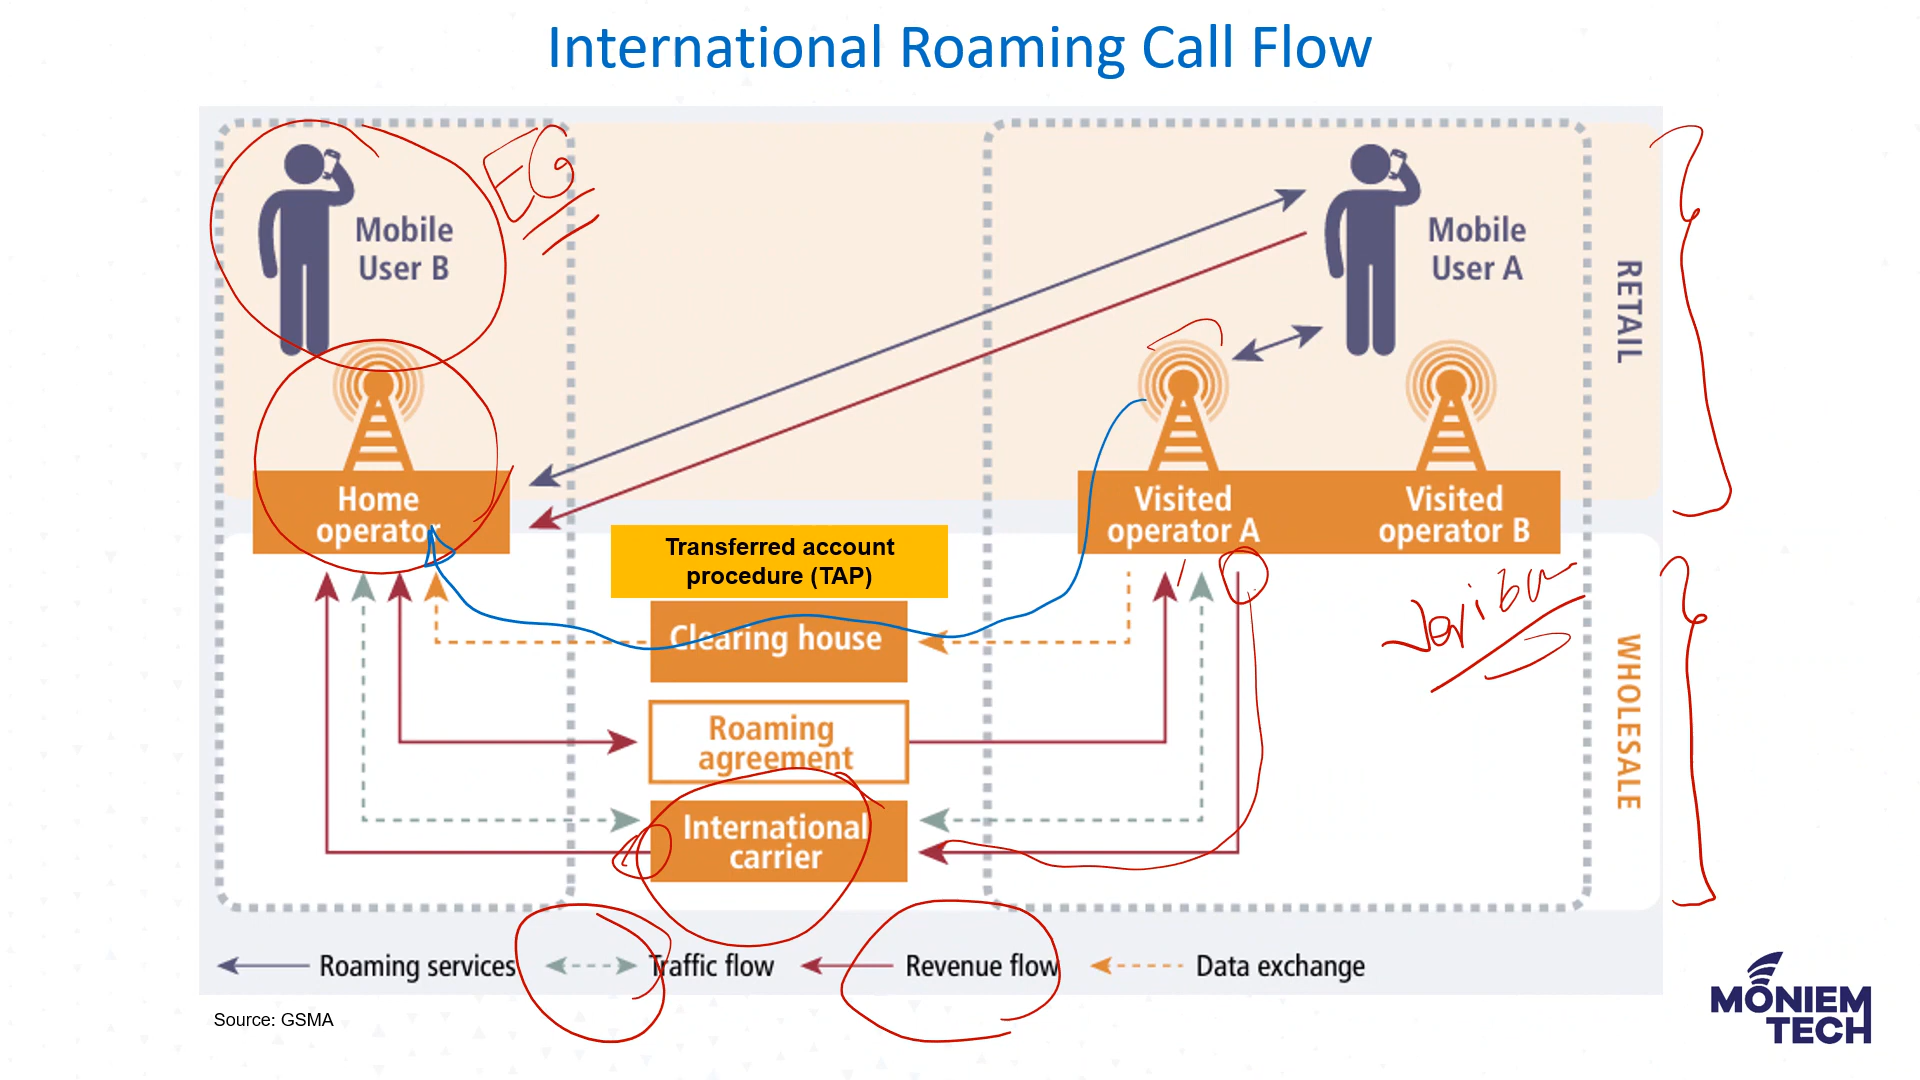 International Roaming Call Flow
EG
Mobile
User B
Mobile
User A
RETAIL
Home
operator
Visited
operator A
Visited
operator B
Transferred account
procedure (TAP)
Clearing house
Roaming
agreement
International
carrier
WHOLESALE
Roaming services
Traffic flow
Revenue flow
Data exchange
Source: GSMA
MONIEM
TECH